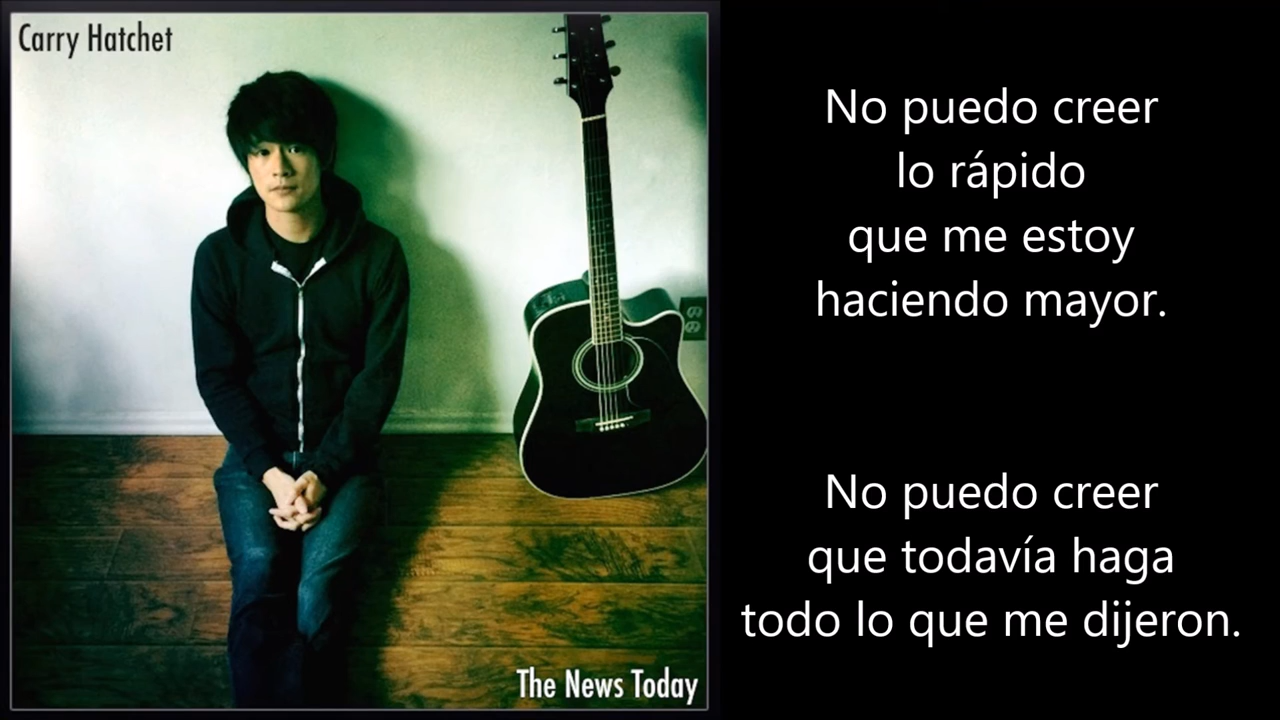 Carry Hatchet
The News Today
No puedo creer
lo rápido
que me estoy
haciendo mayor.
No puedo creer
que todavía haga
todo lo que me dijeron.